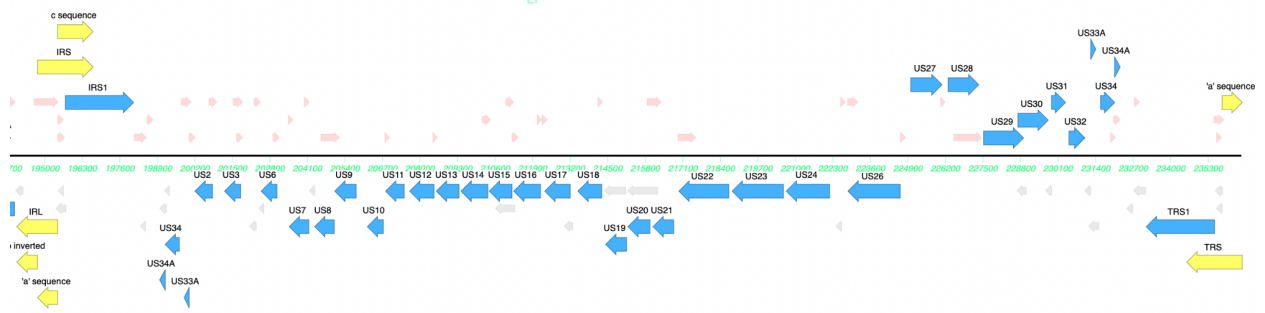 c sequence
US33A
IRS
US34A
US27
US28
IRS1
US31
US34
'a' sequence
US30
US29
US32
700 195000 196300 197600 198900 200200 201500 202800 204100 205400 206700 208000 209300 210600 211900 213200 214500 215800 217100 218400 219700 221000 222300 223600 224900 226200 227500 228800 230100 231400 232700 234000 235300
US2 US3 US6 US9 US11 US12 US13 US14 US15 US16 US17 US18 US22 US23 US24 US26
IRL US7 US8 US10 US20 US21 TRS1
US34 US19
inverted TRS
US34A
'a' sequence US33A